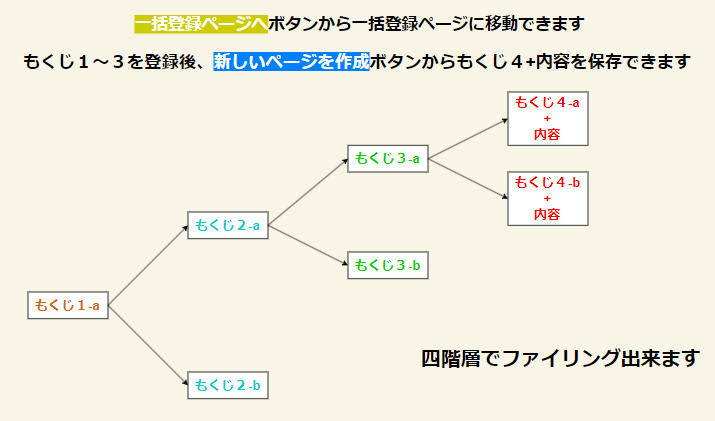 一括登録ページへボタンから一括登録ページに移動できます
もくじ１～３を登録後、新しいページを作成ボタンからもくじ４+内容を保存できます
もくじ４-a
+
内容
もくじ３-a
もくじ４-b
+
内容
もくじ２-a
もくじ３-b
もくじ１-a
四階層でファイリング出来ます
もくじ２-b